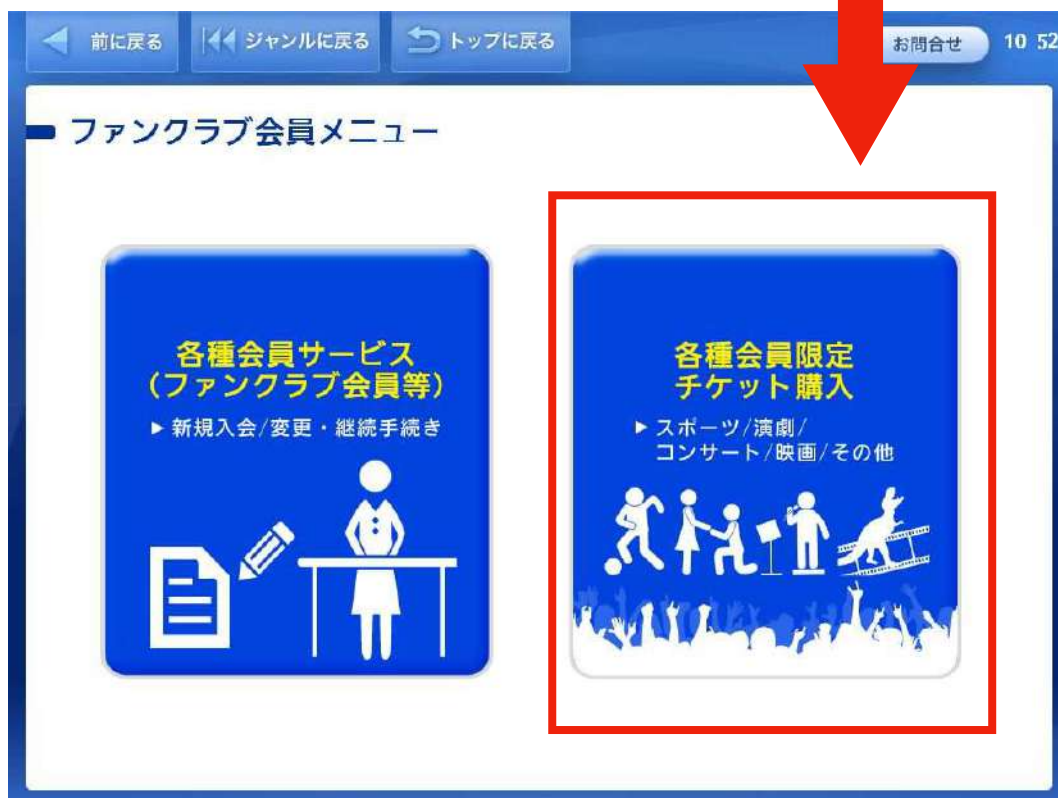 前に戻る
ジャンルに戻る
トップに戻る
お問合せ
10 52
ファンクラブ会員メニュー
各種会員サービス
(ファンクラブ会員等)
▶ 新規入会/変更・継続手続き
各種会員限定
チケット購入
▶ スポーツ/演劇/
コンサート/映画/その他